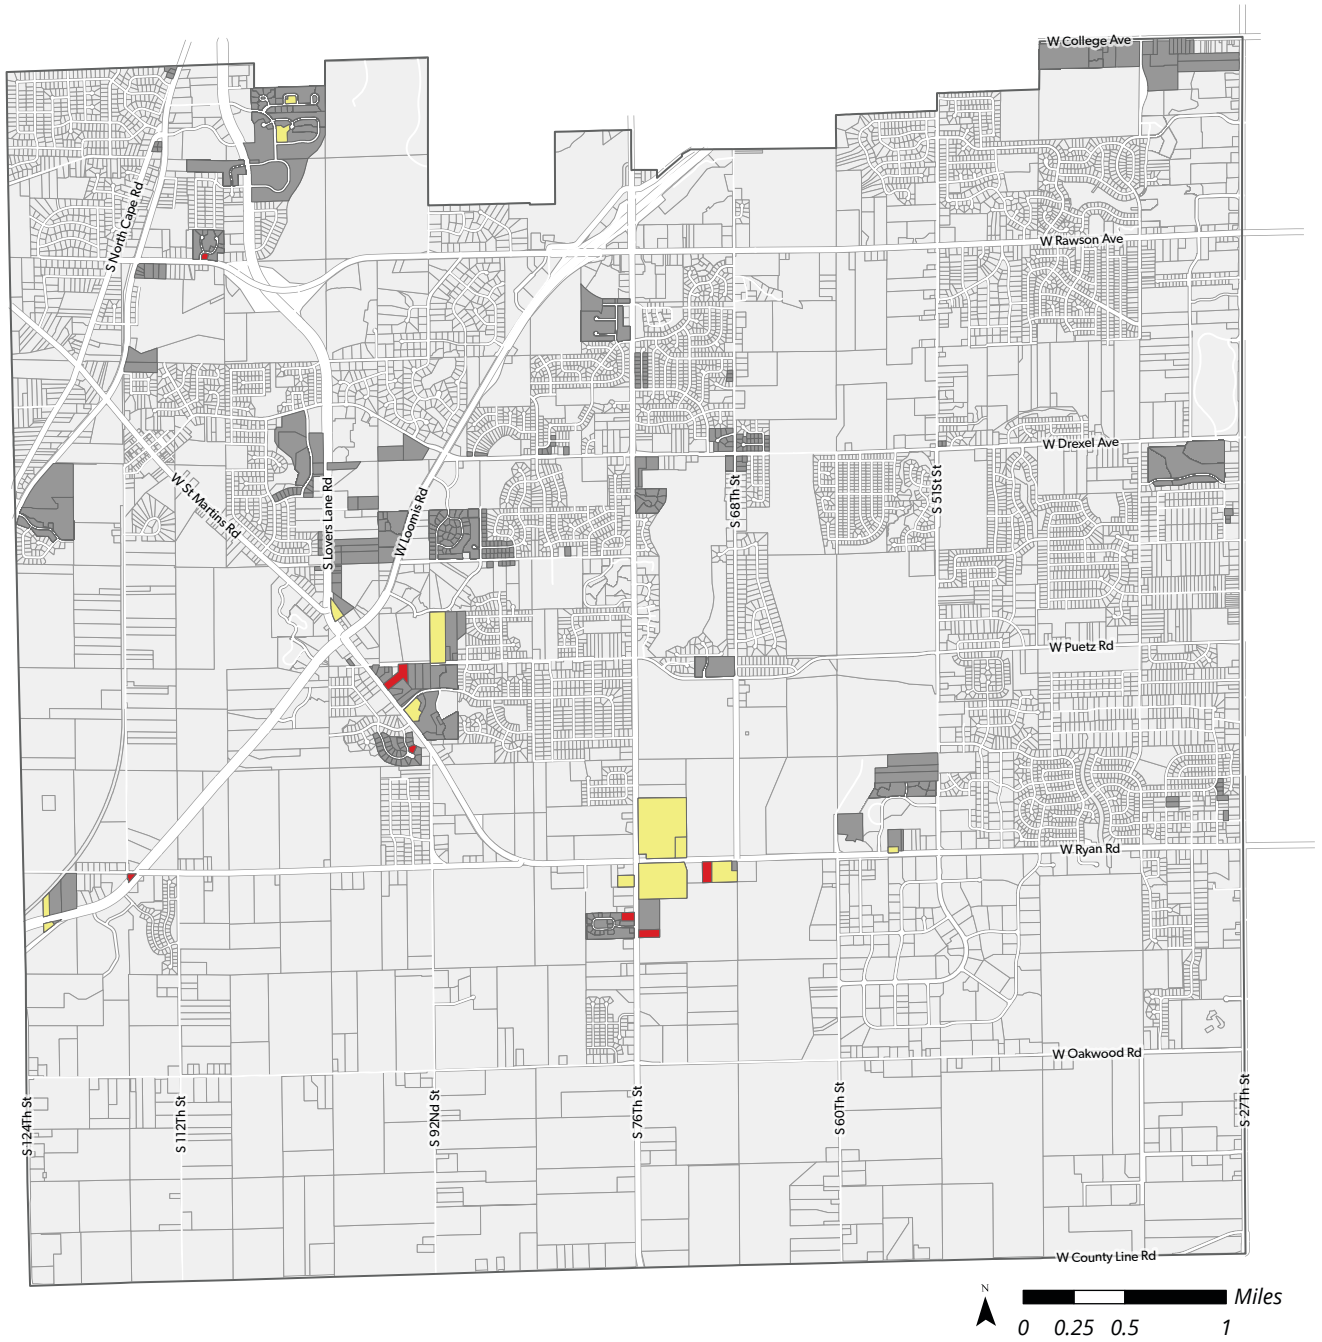 W College Ave
S North Cape Rd
W Rawson Ave
W Drexel Ave
W St Martins Rd
S Lovers Lane Rd
W Loomis Rd
S 68Th St
S 51St St
W Puetz Rd
W Ryan Rd
W Oakwood Rd
S 124Th St
S 112Th St
S 92Nd St
S 76Th St
S 60Th St
S 27Th St
W County Line Rd
N
Miles
0 0.25 0.5 1